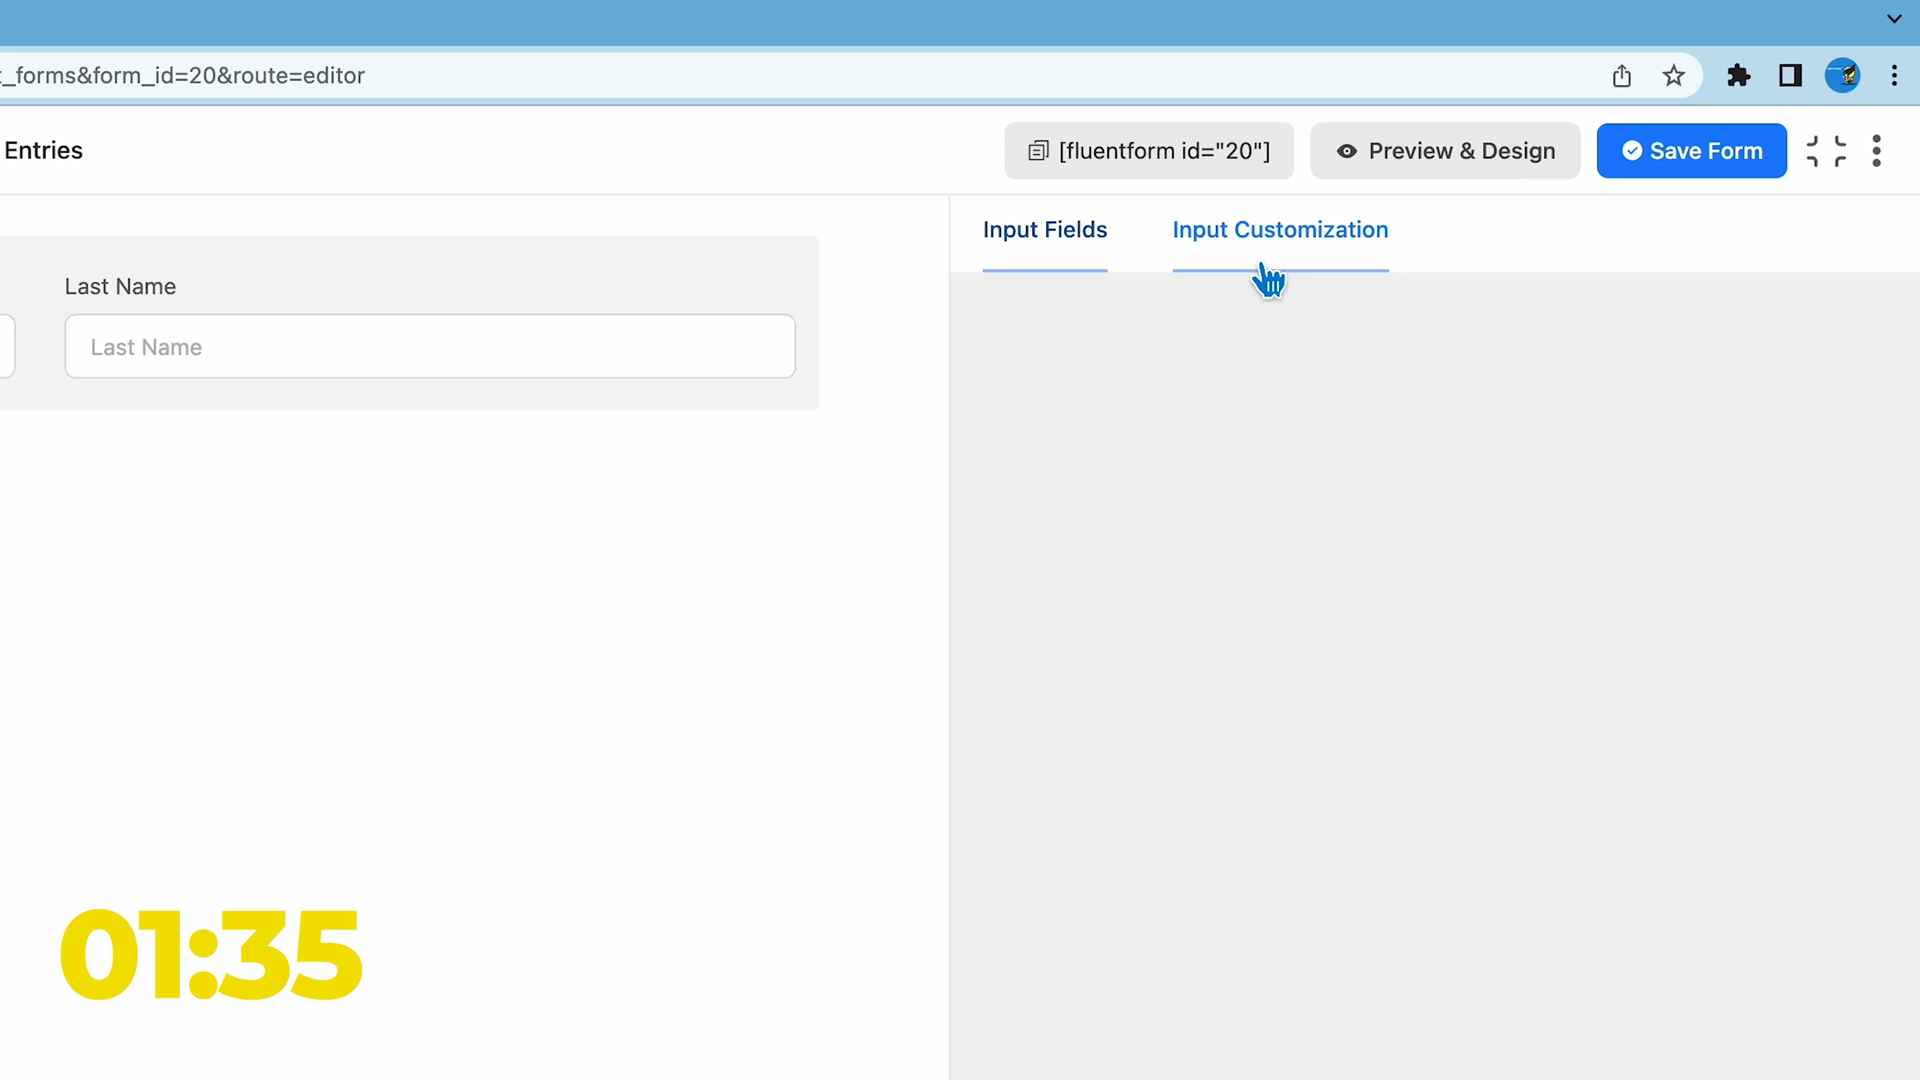 _forms&form_id=20&route=editor
Entries
[fluentform id="20"]
Preview & Design
Save Form
Input Fields
Input Customization
Last Name
Last Name
01:35